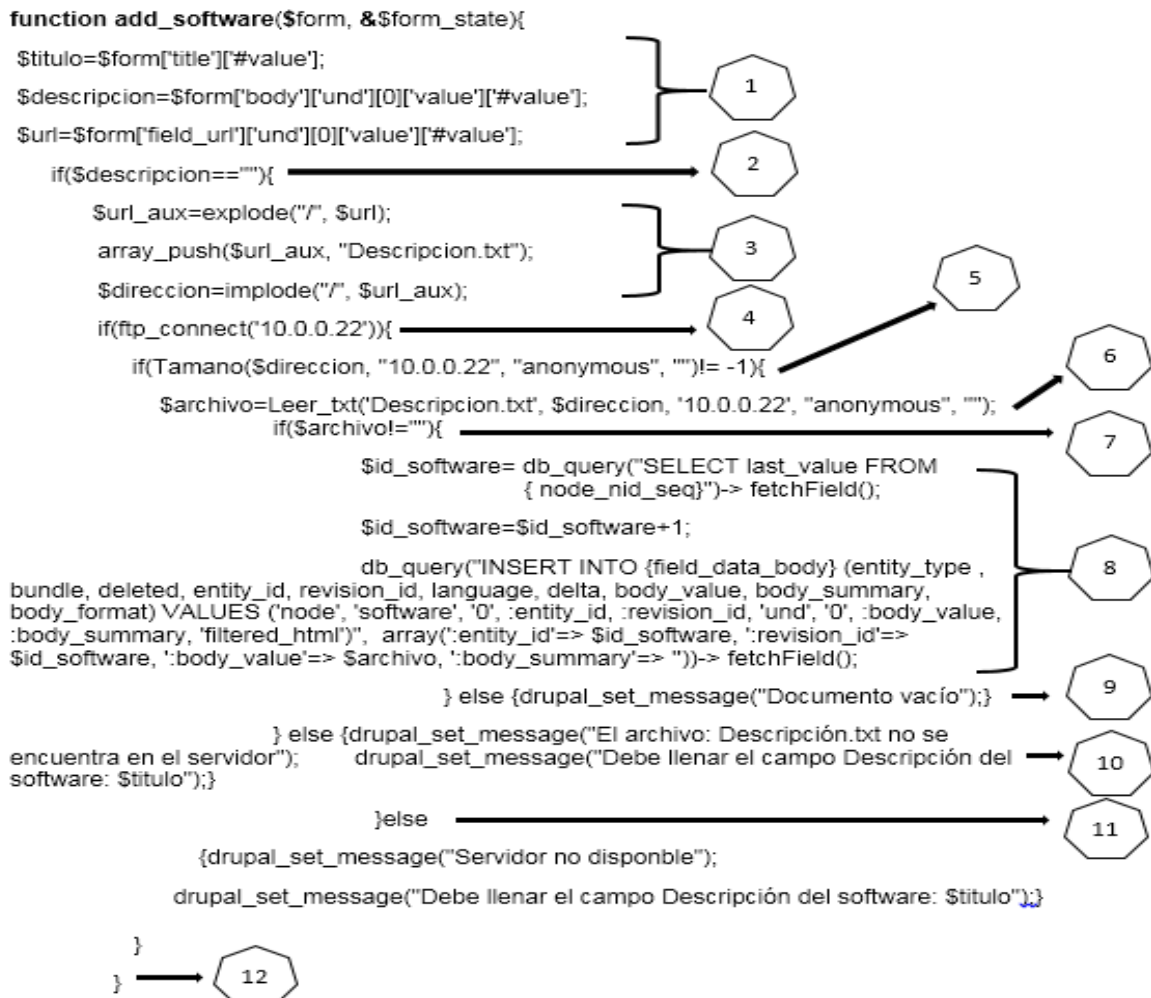 function add_software($form, &$form_state){
$titulo=$form['title']['#value'];
1
$descripcion=$form['body']['und'][0]['value']['#value'];
$url=$form['field_url']['und'][0]['value']['#value'];
if($descripcion==""){
2
$url_aux=explode("/", $url);
array_push($url_aux, "Descripcion.txt");
3
$direccion=implode("/", $url_aux);
if(ftp_connect('10.0.0.22')){
4
5
if(Tamano($direccion, "10.0.0.22", "anonymous", "")!= -1){
6
$archivo=Leer_txt('Descripcion.txt', $direccion, '10.0.0.22', "anonymous", "");
if($archivo!=""){
7
$id_software= db_query("SELECT last_value FROM
{ node_nid_seq}")-> fetchField();
$id_software=$id_software+1;
db_query("INSERT INTO {field_data_body} (entity_type ,
8
bundle, deleted, entity_id, revision_id, language, delta, body_value, body_summary,
body_format) VALUES ('node', 'software', '0', :entity_id, :revision_id, 'und', '0', :body_value,
:body_summary, 'filtered_html')", array(':entity_id'=> $id_software, ':revision_id'=>
$id_software, ':body_value'=> $archivo, ':body_summary'=> ''))-> fetchField();
} else {drupal_set_message("Documento vacío");}
9
} else {drupal_set_message("El archivo: Descripción.txt no se
encuentra en el servidor"); drupal_set_message("Debe llenar el campo Descripción del
10
software: $titulo");}
}else
11
{drupal_set_message("Servidor no disponble");
drupal_set_message("Debe llenar el campo Descripción del software: $titulo");}
}
}
12